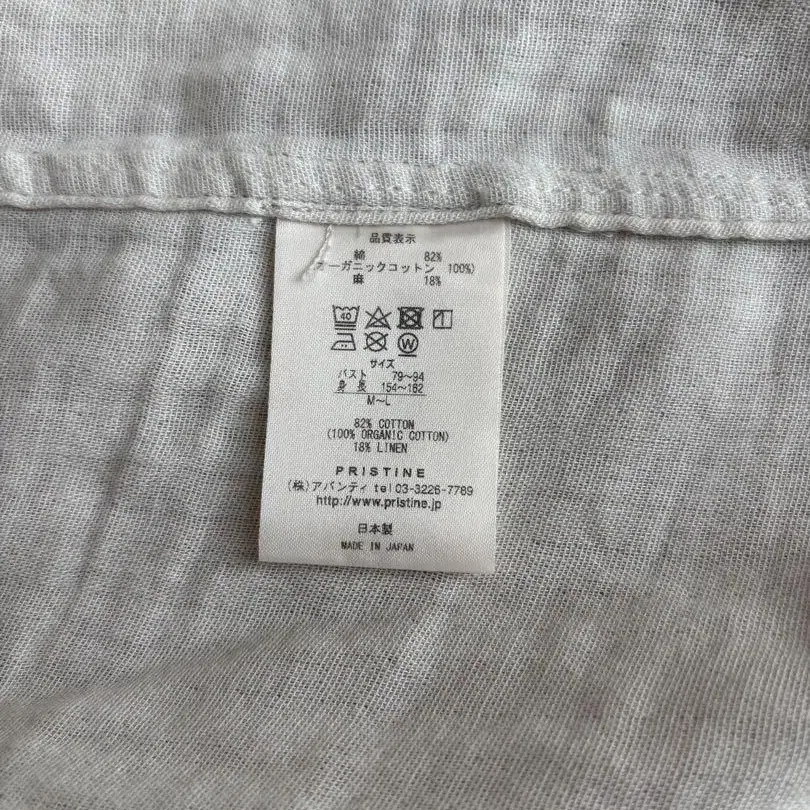 品質表示
綿 82%
(オーガニックコットン 100%)
麻 18%
40
W
サイズ
バスト 79〜94
身長 154〜162
M〜L
82% COTTON
(100% ORGANIC COTTON)
18% LINEN
PRISTINE
(株)アバンティ tel 03-3226-7789
http://www.pristine.jp
日本製
MADE IN JAPAN